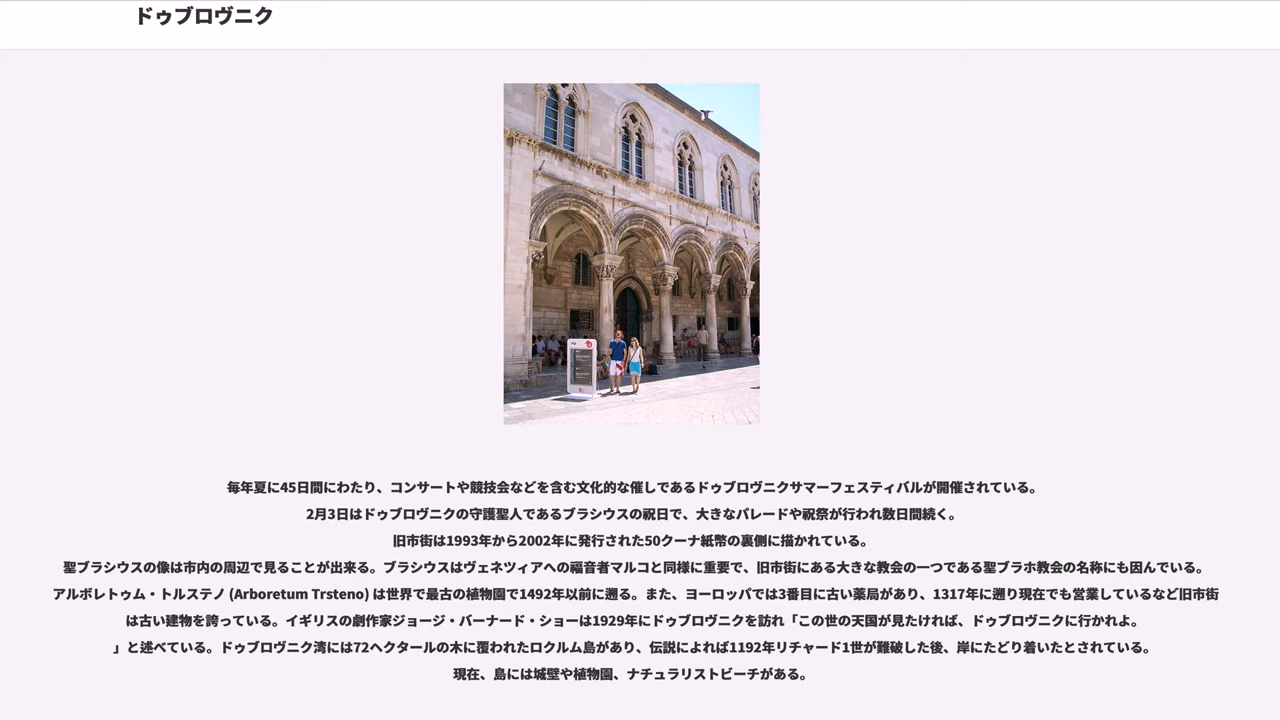 ドゥブロヴニク
毎年夏に45日間にわたり、コンサートや競技会などを含む文化的な催しであるドゥブロヴニクサマーフェスティバルが開催されている。
2月3日はドゥブロヴニクの守護聖人であるブラシウスの祝日で、大きなパレードや祝祭が行われ数日間続く。
旧市街は1993年から2002年に発行された50クーナ紙幣の裏側に描かれている。
聖ブラシウスの像は市内の周辺で見ることが出来る。ブラシウスはヴェネツィアへの福音者マルコと同様に重要で、旧市街にある大きな教会の一つである聖ブラホ教会の名称にも因んでいる。
アルボレトゥム・トルステノ (Arboretum Trsteno) は世界で最古の植物園で1492年以前に遡る。また、ヨーロッパでは3番目に古い薬局があり、1317年に遡り現在でも営業しているなど旧市街
は古い建物を誇っている。イギリスの劇作家ジョージ・バーナード・ショーは1929年にドゥブロヴニクを訪れ「この世の天国が見たければ、ドゥブロヴニクに行かれよ。
」と述べている。ドゥブロヴニク湾には72ヘクタールの木に覆われたロクルム島があり、伝説によれば1192年リチャード1世が難破した後、岸にたどり着いたとされている。
現在、島には城壁や植物園、ナチュラリストビーチがある。